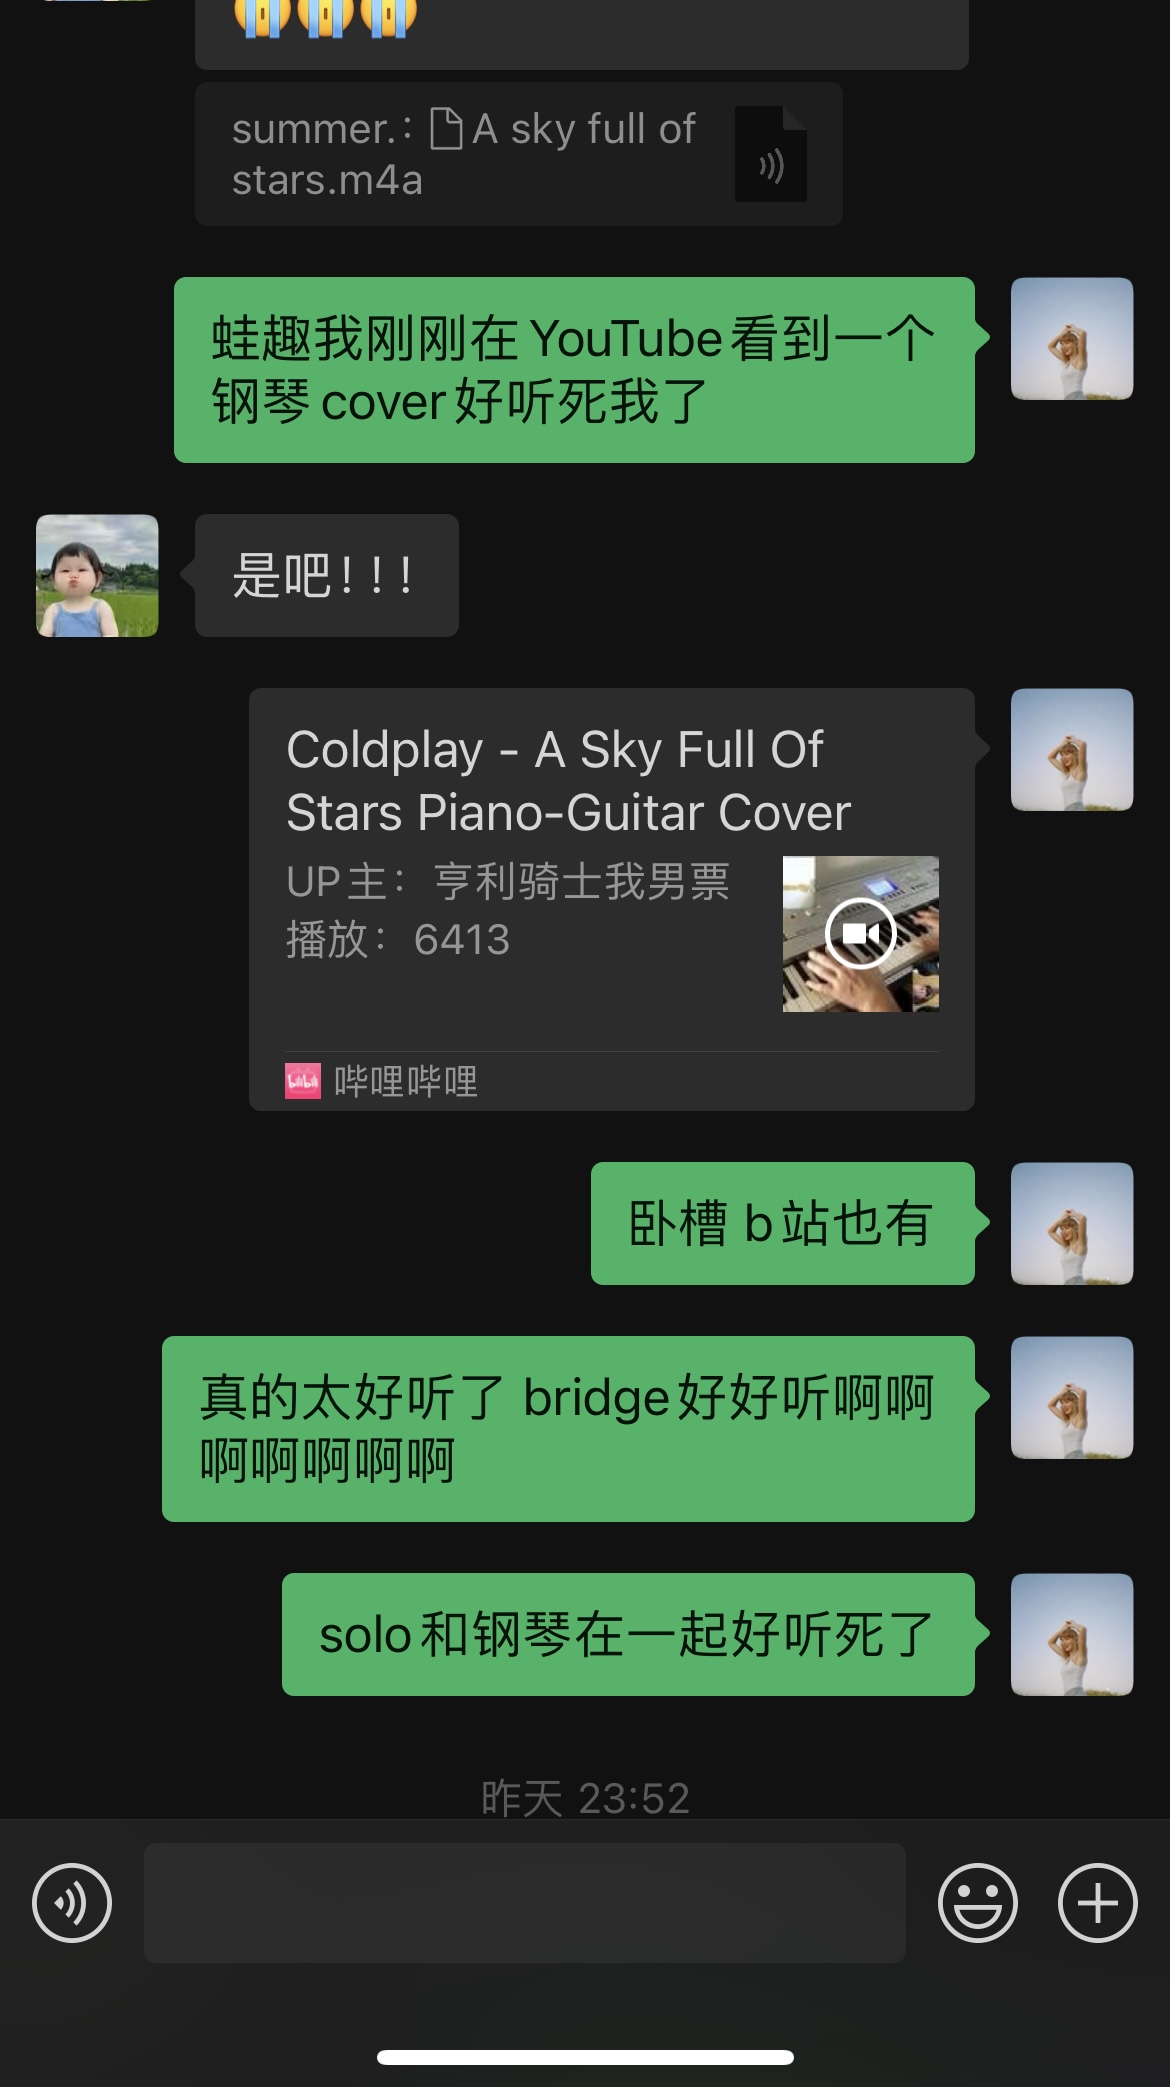 😭😭😭
summer.: A sky full of
stars.m4a
蛙趣我刚刚在YouTube看到一个
钢琴cover好听死我了
是吧！！！
Coldplay - A Sky Full Of
Stars Piano-Guitar Cover
UP主：亨利骑士我男票
播放：6413
bilibili 哔哩哔哩
卧槽 b站也有
真的太好听了 bridge好好听啊啊
啊啊啊啊啊
solo和钢琴在一起好听死了
昨天 23:52